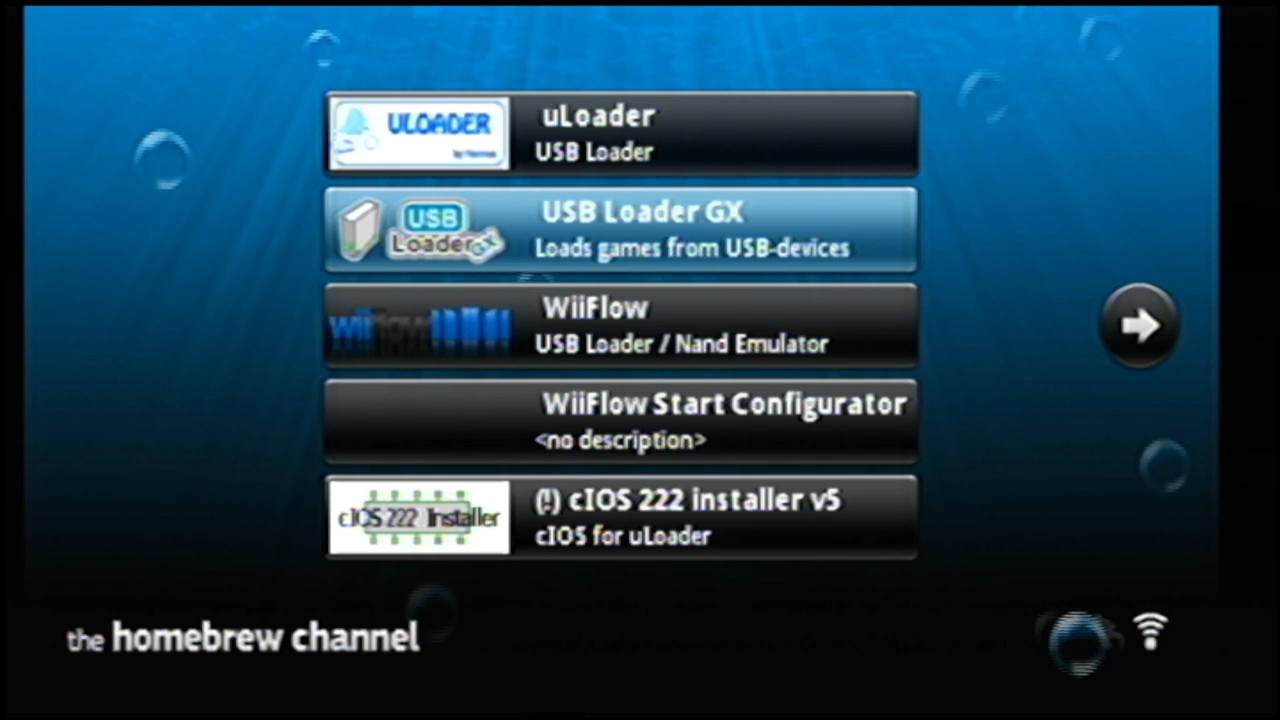 ULOADER
uLoader
USB Loader
USB
Loader
USB Loader GX
Loads games from USB-devices
wiiflow
WiiFlow
USB Loader / Nand Emulator
WiiFlow Start Configurator
<no description>
cIOS 222 Installer
(!) cIOS 222 installer v5
cIOS for uLoader
the homebrew channel